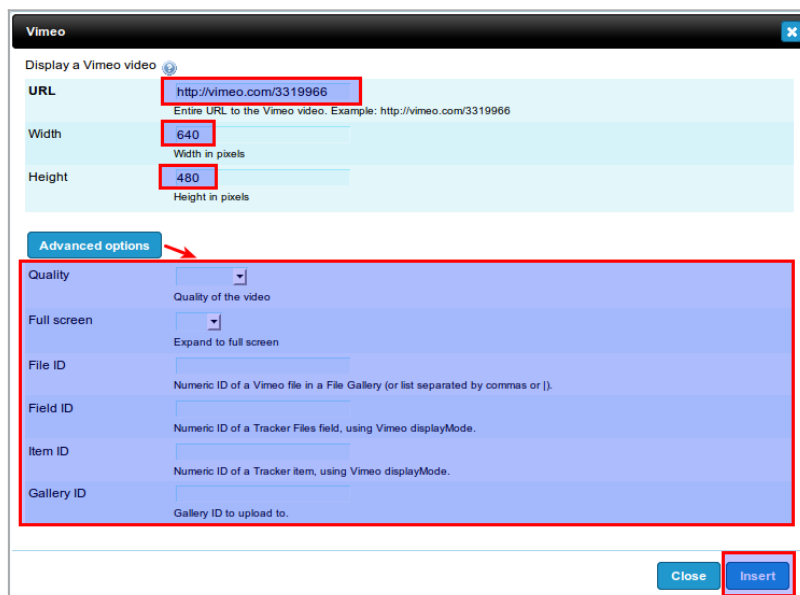 Vimeo
Display a Vimeo video
URL
http://vimeo.com/3319966
Entire URL to the Vimeo video. Example: http://vimeo.com/3319966
Width
640
Width in pixels
Height
480
Height in pixels
Advanced options
Quality
Quality of the video
Full screen
Expand to full screen
File ID
Numeric ID of a Vimeo file in a File Gallery (or list separated by commas or |).
Field ID
Numeric ID of a Tracker Files field, using Vimeo displayMode.
Item ID
Numeric ID of a Tracker item, using Vimeo displayMode.
Gallery ID
Gallery ID to upload to.
Close Insert